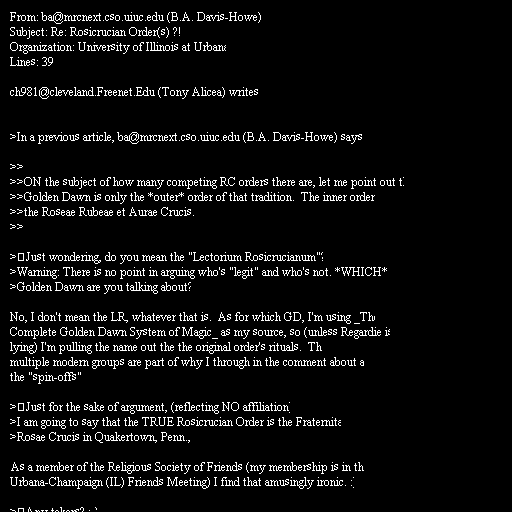 From: ba@mrcnext.cso.uiuc.edu (B.A. Davis-Howe)
Subject: Re: Rosicrucian Order(s) ?!
Organization: University of Illinois at Urbana
Lines: 39
ch981@cleveland.Freenet.Edu (Tony Alicea) writes
>In a previous article, ba@mrcnext.cso.uiuc.edu (B.A. Davis-Howe) says
>>
>>ON the subject of how many competing RC orders there are, let me point out
>>Golden Dawn is only the *outer* order of that tradition.  The inner order
>>the Roseae Rubeae et Aurae Crucis.
>>
> Just wondering, do you mean the "Lectorium Rosicrucianum"?
>Warning: There is no point in arguing who's "legit" and who's not. *WHICH*
>Golden Dawn are you talking about?
No, I don't mean the LR, whatever that is.  As for which GD, I'm using _The
Complete Golden Dawn System of Magic_ as my source, so (unless Regardie is
lying) I'm pulling the name out the the original order's rituals.  Th
multiple modern groups are part of why I through in the comment about a
the "spin-offs"
> Just for the sake of argument, (reflecting NO affiliation)
>I am going to say that the TRUE Rosicrucian Order is the Fraternita
>Rosae Crucis in Quakertown, Penn.,
As a member of the Religious Society of Friends (my membership is in th
Urbana-Champaign (IL) Friends Meeting) I find that amusingly ironic. :)
> Any takers? :-)